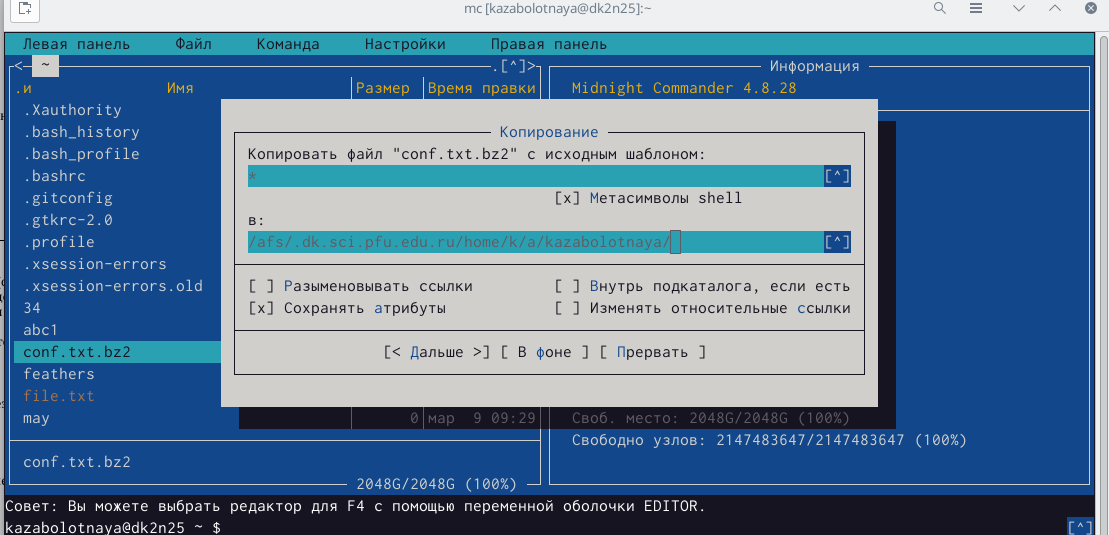 mc [kazabolotnaya@dk2n25]:~
Левая панель Файл Команда Настройки Правая панель
<─ ~ .[^]> Информация
.и Имя Размер Время правки Midnight Commander 4.8.28
.Xauthority
.bash_history
.bash_profile
.bashrc
.gitconfig
.gtkrc-2.0
.profile
.xsession-errors
.xsession-errors.old
34
abc1
conf.txt.bz2
feathers
file.txt
may 0 мар 9 09:29 Своб. место: 2048G/2048G (100%)
Свободно узлов: 2147483647/2147483647 (100%)
conf.txt.bz2
2048G/2048G (100%)
Копирование
Копировать файл "conf.txt.bz2" с исходным шаблоном:
* [^]
[x] Метасимволы shell
в:
/afs/.dk.sci.pfu.edu.ru/home/k/a/kazabolotnaya/ [^]
[ ] Разыменовывать ссылки [ ] Внутрь подкаталога, если есть
[x] Сохранять атрибуты [ ] Изменять относительные ссылки
[< Дальше >] [ В фоне ] [ Прервать ]
Совет: Вы можете выбрать редактор для F4 с помощью переменной оболочки EDITOR.
kazabolotnaya@dk2n25 ~ $ [^]